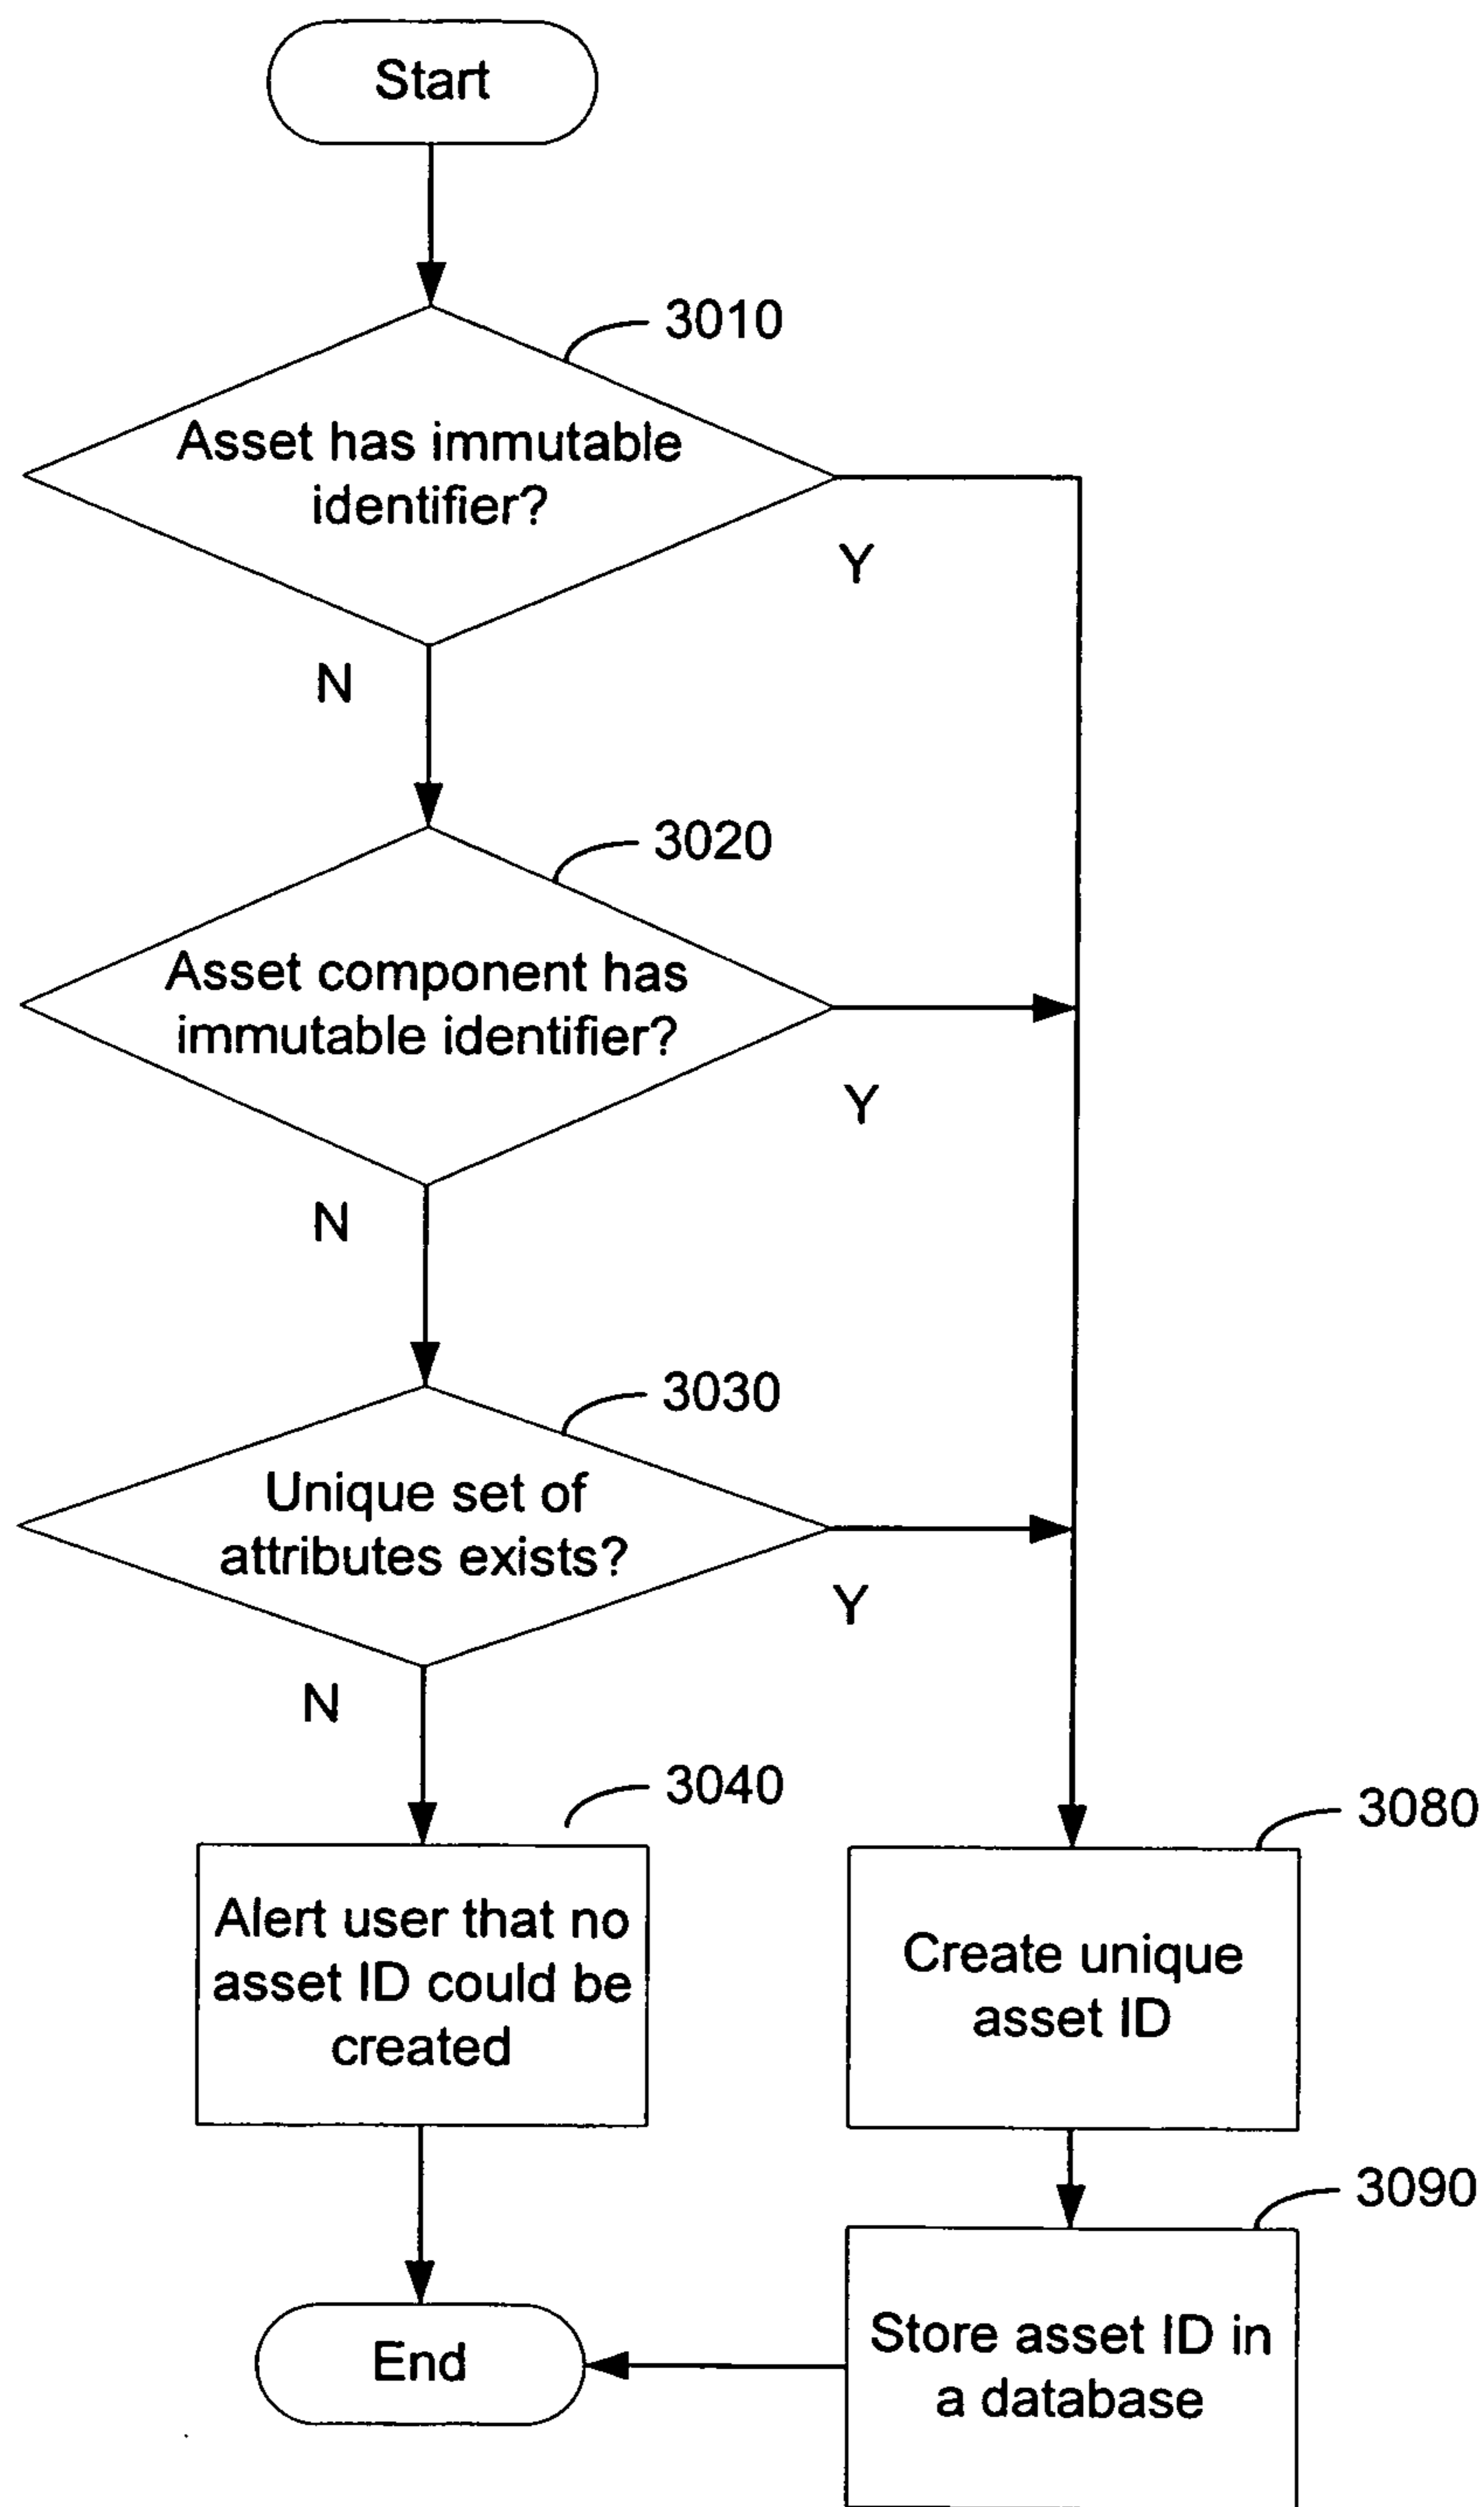 Start
3010
Asset has immutable
identifier?
Y
N
3020
Asset component has
immutable identifier?
Y
N
3030
Unique set of
attributes exists?
Y
N
3040
Alert user that no
asset ID could be
created
3080
Create unique
asset ID
3090
Store asset ID in
a database
End